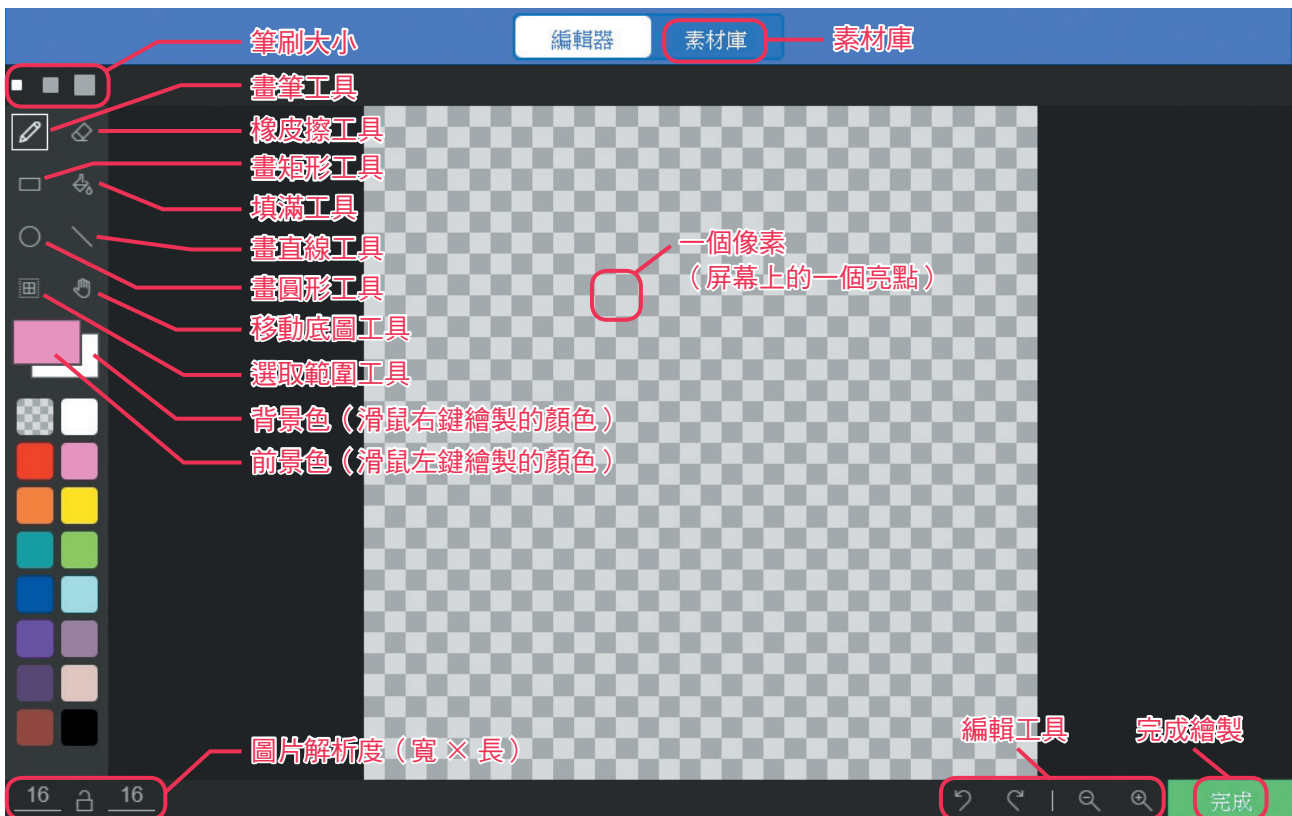 編輯器
素材庫
素材庫
筆刷大小
畫筆工具
橡皮擦工具
畫矩形工具
填滿工具
畫直線工具
畫圓形工具
移動底圖工具
選取範圍工具
背景色（滑鼠右鍵繪製的顏色）
前景色（滑鼠左鍵繪製的顏色）
一個像素
（屏幕上的一個亮點）
圖片解析度（寬 × 長）
16
16
編輯工具
完成繪製
完成